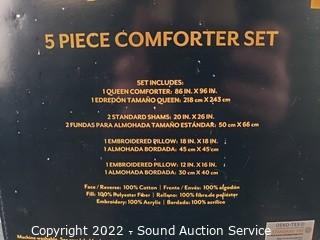 5 PIECE COMFORTER SET
SET INCLUDES:
1 QUEEN COMFORTER: 86 IN. X 96 IN.
1 EDREDÓN TAMAÑO QUEEN: 218 cm X 243 cm
2 STANDARD SHAMS: 20 IN. X 26 IN.
2 FUNDAS PARA ALMOHADA TAMAÑO ESTÁNDAR: 50 cm X 66 cm
1 EMBROIDERED PILLOW: 18 IN. X 18 IN.
1 ALMOHADA BORDADA: 45 cm X 45 cm
1 EMBROIDERED PILLOW: 12 IN. X 16 IN.
1 ALMOHADA BORDADA: 30 cm X 40 cm
Face / Reverse: 100% Cotton | Frente / Envés: 100% algodón
Fill: 100% Polyester Fiber | Relleno: 100% fibra de poliéster
Embroidery: 100% Acrylic | Bordado: 100% acrílico
OEKO-TEX
Machine washable.
Copyright 2022 - Sound Auction Service